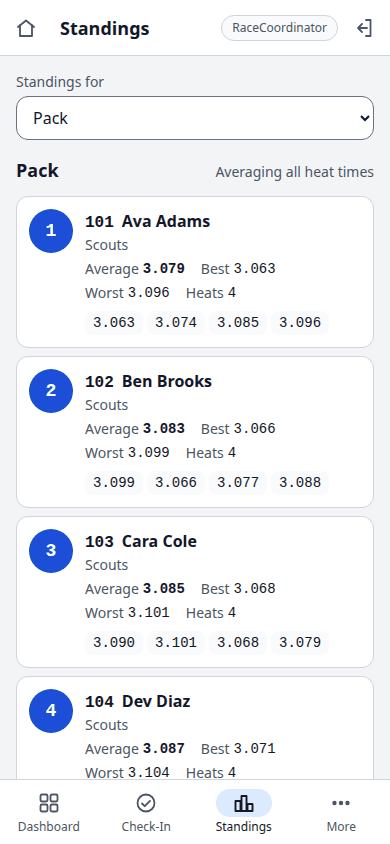 Standings RaceCoordinator
Standings for
Pack
Pack Averaging all heat times
1 101 Ava Adams
Scouts
Average 3.079 Best 3.063
Worst 3.096 Heats 4
3.063 3.074 3.085 3.096
2 102 Ben Brooks
Scouts
Average 3.083 Best 3.066
Worst 3.099 Heats 4
3.099 3.066 3.077 3.088
3 103 Cara Cole
Scouts
Average 3.085 Best 3.068
Worst 3.101 Heats 4
3.090 3.101 3.068 3.079
4 104 Dev Diaz
Scouts
Average 3.087 Best 3.071
Worst 3.104 Heats 4
Dashboard Check-In Standings More